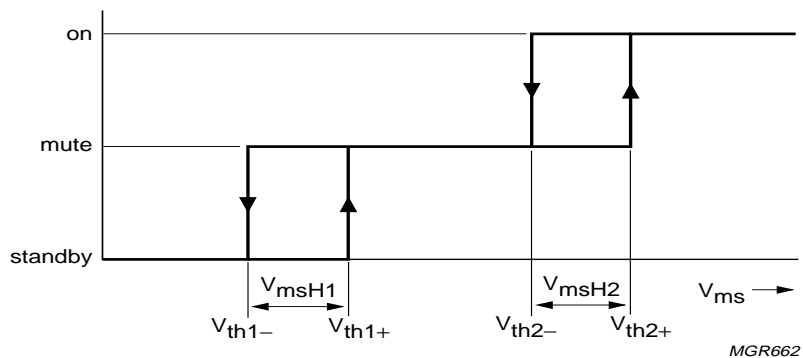 on
mute
standby
VmsH1
VmsH2
Vms
Vth1−
Vth1+
Vth2−
Vth2+
MGR662